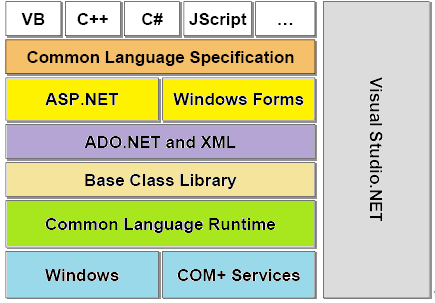 VB C++ C# JScript ...
Common Language Specification
ASP.NET Windows Forms
ADO.NET and XML
Base Class Library
Common Language Runtime
Windows COM+ Services
Visual Studio.NET